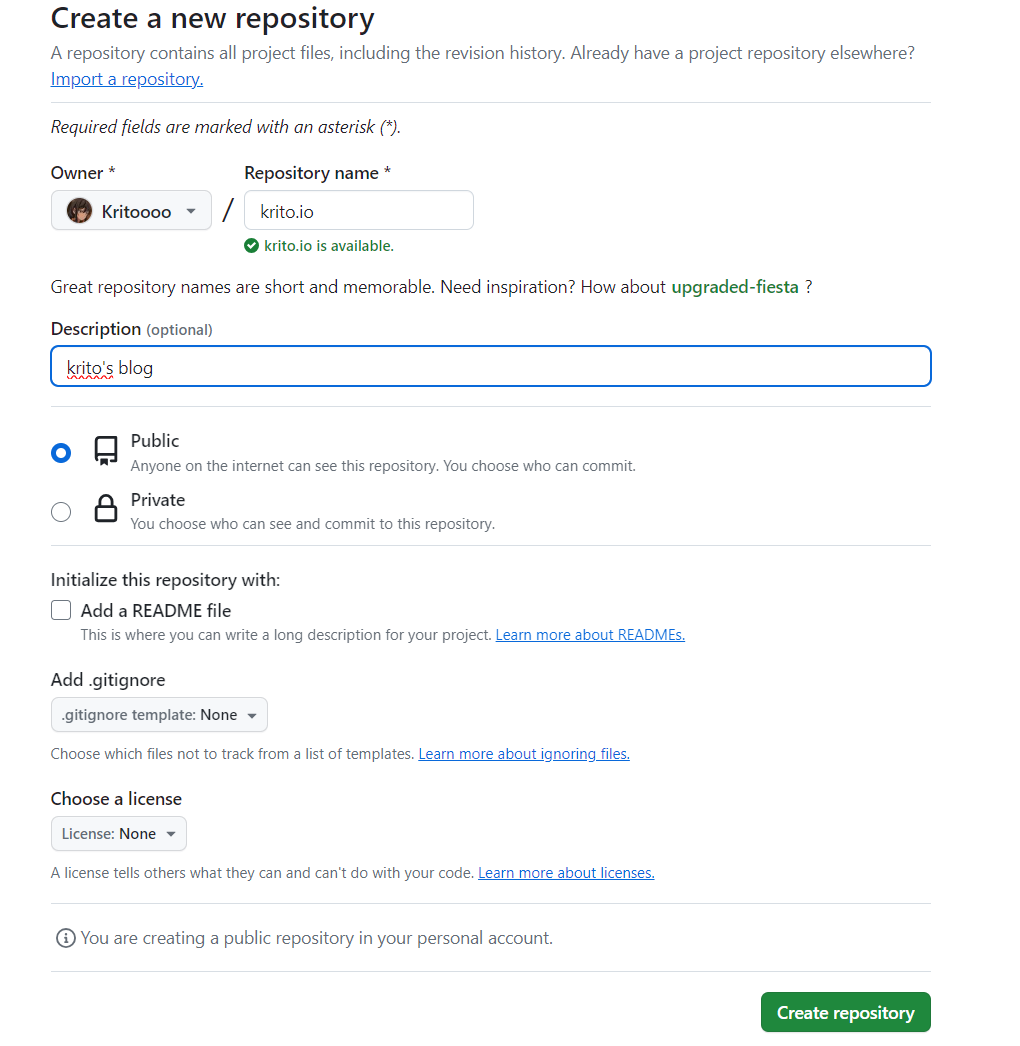 Create a new repository
A repository contains all project files, including the revision history. Already have a project repository elsewhere?
Import a repository.
Required fields are marked with an asterisk (*).
Owner * Repository name *
Kritoooo / krito.io
krito.io is available.
Great repository names are short and memorable. Need inspiration? How about upgraded-fiesta ?
Description (optional)
krito's blog
Public
Anyone on the internet can see this repository. You choose who can commit.
Private
You choose who can see and commit to this repository.
Initialize this repository with:
Add a README file
This is where you can write a long description for your project. Learn more about READMEs.
Add .gitignore
.gitignore template: None
Choose which files not to track from a list of templates. Learn more about ignoring files.
Choose a license
License: None
A license tells others what they can and can't do with your code. Learn more about licenses.
You are creating a public repository in your personal account.
Create repository